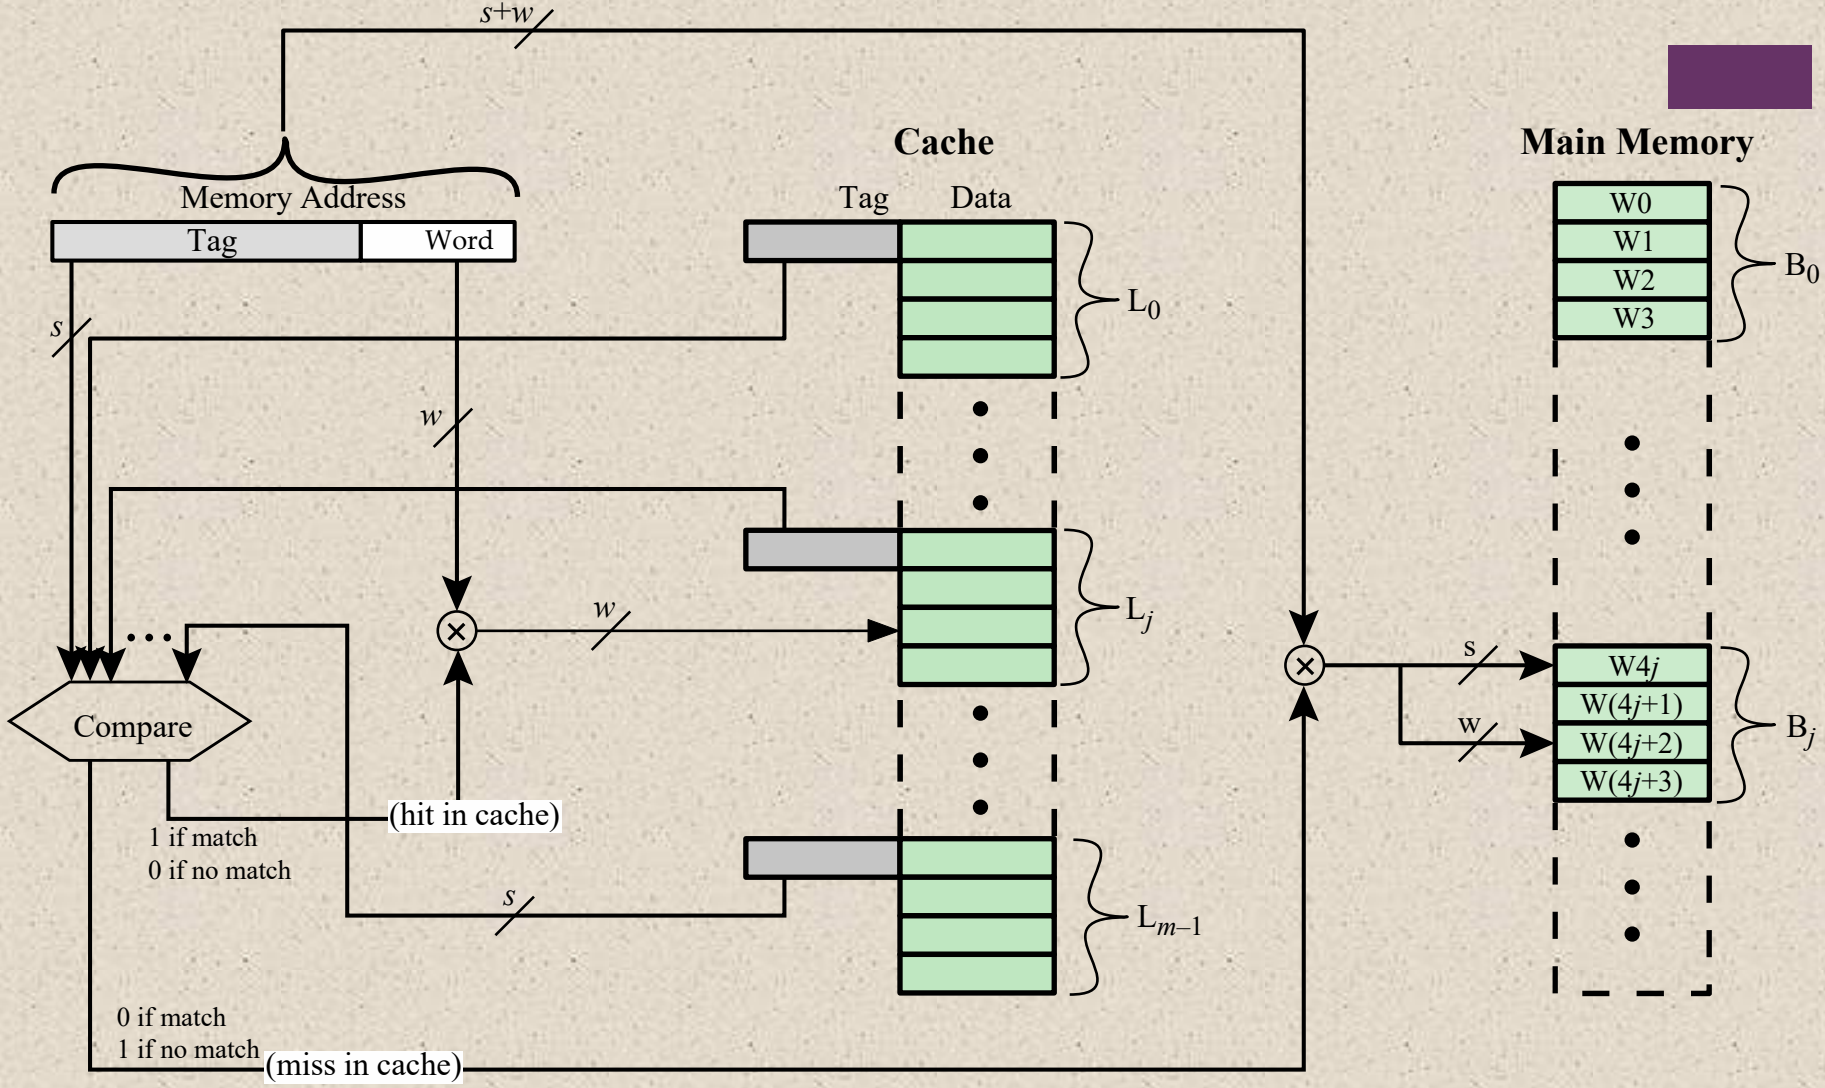 s+w
Cache
Main Memory
Memory Address
Tag
Word
Tag
Data
W0
W1
W2
W3
B0
L0
s
w
w
Lj
s
w
W4j
W(4j+1)
W(4j+2)
W(4j+3)
Bj
Compare
(hit in cache)
1 if match
0 if no match
s
Lm–1
0 if match
1 if no match
(miss in cache)